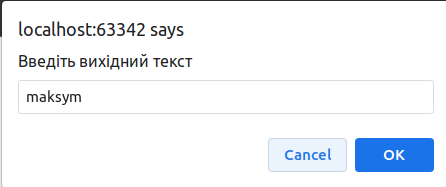 localhost:63342 says
Введіть вихідний текст
maksym
Cancel
OK